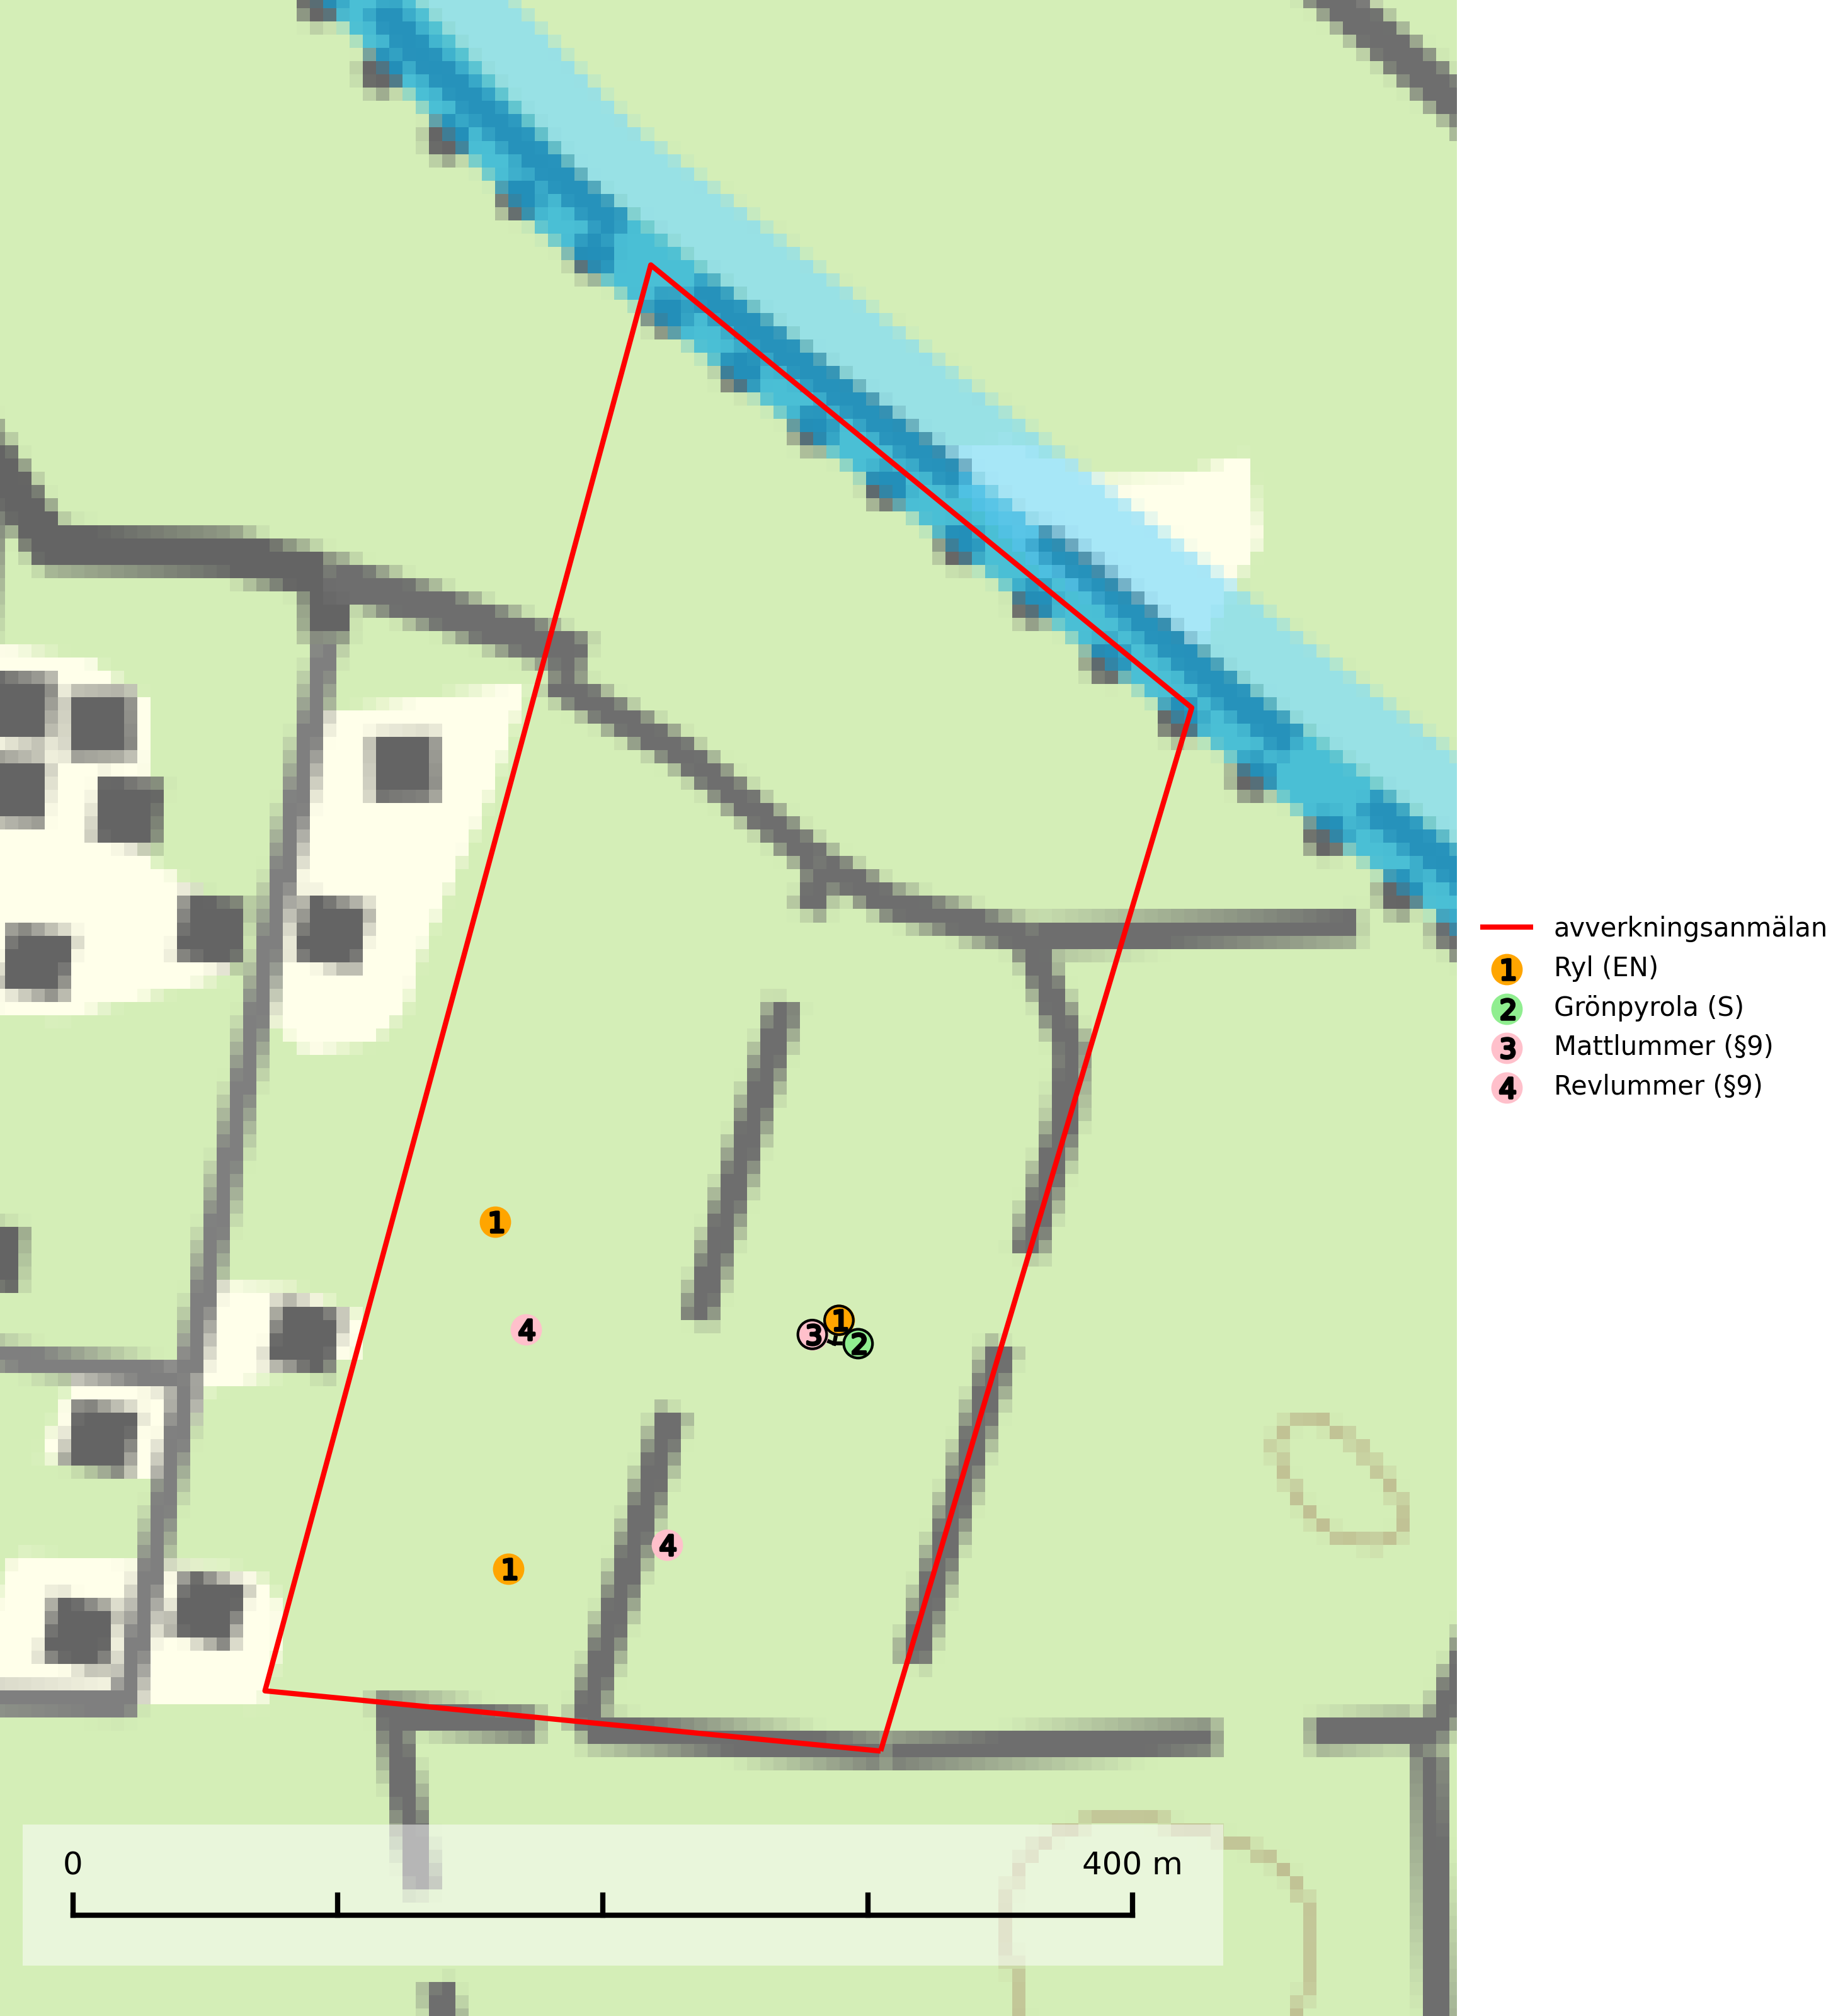 avverkningsanmälan
1 Ryl (EN)
2 Grönpyrola (S)
3 Mattlummer (§9)
4 Revlummer (§9)
1
4
1
3
2
4
1
0 400 m